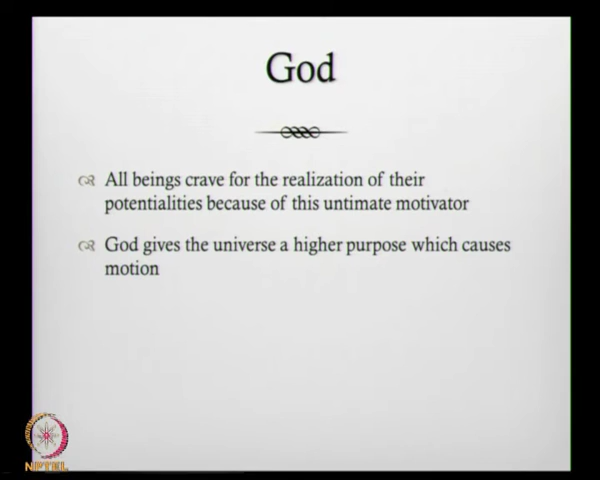 God
All beings crave for the realization of their
potentialities because of this untimate motivator
God gives the universe a higher purpose which causes
motion
NPTEL